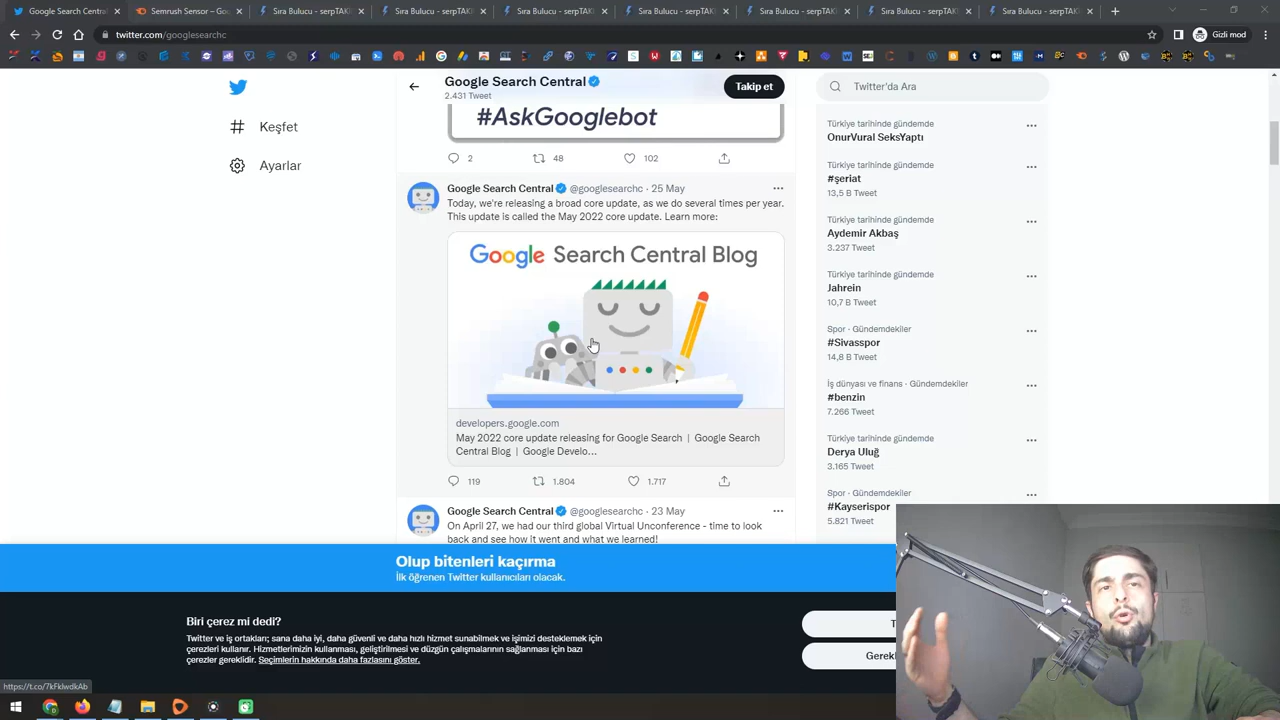 Google Search Central
Semrush Sensor – Goo
Sıra Bulucu - serpTAKİ
Sıra Bulucu - serpTAKİ
Sıra Bulucu - serpTAKİ
Sıra Bulucu - serpTAKİ
Sıra Bulucu - serpTAKİ
Sıra Bulucu - serpTAKİ
Sıra Bulucu - serpTAKİ
twitter.com/googlesearchc
Gizli mod
Keşfet
Ayarlar
Google Search Central
2.431 Tweet
Takip et
#AskGooglebot
2 48 102
Google Search Central @googlesearchc · 25 May
Today, we're releasing a broad core update, as we do several times per year.
This update is called the May 2022 core update. Learn more:
Google Search Central Blog
developers.google.com
May 2022 core update releasing for Google Search | Google Search
Central Blog | Google Develo...
119 1.804 1.717
Google Search Central @googlesearchc · 23 May
On April 27, we had our third global Virtual Unconference - time to look
back and see how it went and what we learned!
Twitter'da Ara
Türkiye tarihinde gündemde
OnurVural SeksYaptı
Türkiye tarihinde gündemde
#şeriat
13,5 B Tweet
Türkiye tarihinde gündemde
Aydemir Akbaş
3.237 Tweet
Türkiye tarihinde gündemde
Jahrein
10,7 B Tweet
Spor · Gündemdekiler
#Sivasspor
14,8 B Tweet
İş dünyası ve finans · Gündemdekiler
#benzin
7.266 Tweet
Türkiye tarihinde gündemde
Derya Uluğ
3.165 Tweet
Spor · Gündemdekiler
#Kayserispor
5.821 Tweet
Olup bitenleri kaçırma
İlk öğrenen Twitter kullanıcıları olacak.
Biri çerez mi dedi?
Twitter ve iş ortakları; sana daha iyi, daha güvenli ve daha hızlı hizmet sunabilmek ve işimizi desteklemek için
çerezleri kullanır. Hizmetlerimizin kullanılması, geliştirilmesi ve düzgün çalışmalarının sağlanması için bazı
çerezler gereklidir. Seçimlerin hakkında daha fazlasını göster.
T
Gerekl
https://t.co/7kFklwdkAb